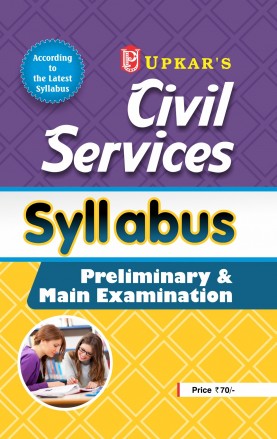 According
to the Latest
Syllabus
UPKAR'S
Civil
Services
Syllabus
Preliminary &
Main Examination
Price ₹ 70/-